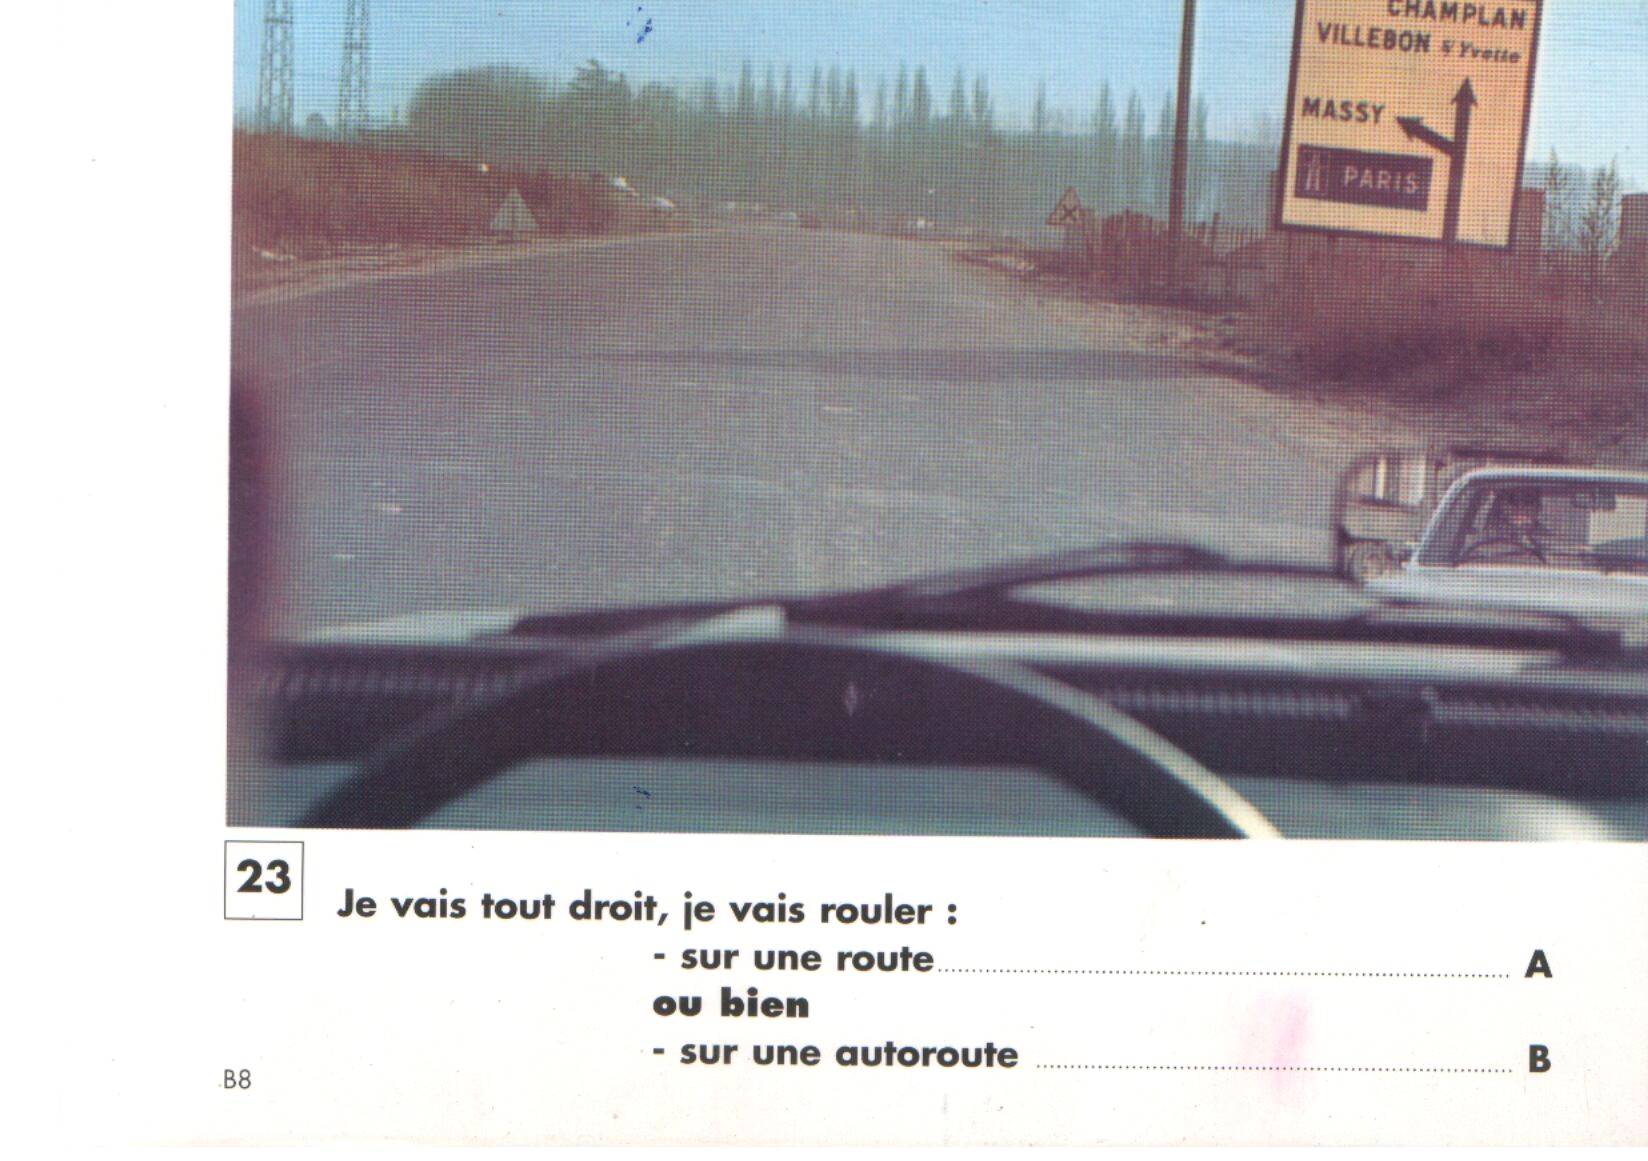 CHAMPLAN
VILLEBON s/Yvette
MASSY
PARIS
23
Je vais tout droit, je vais rouler :
- sur une route A
ou bien
- sur une autoroute B
B8